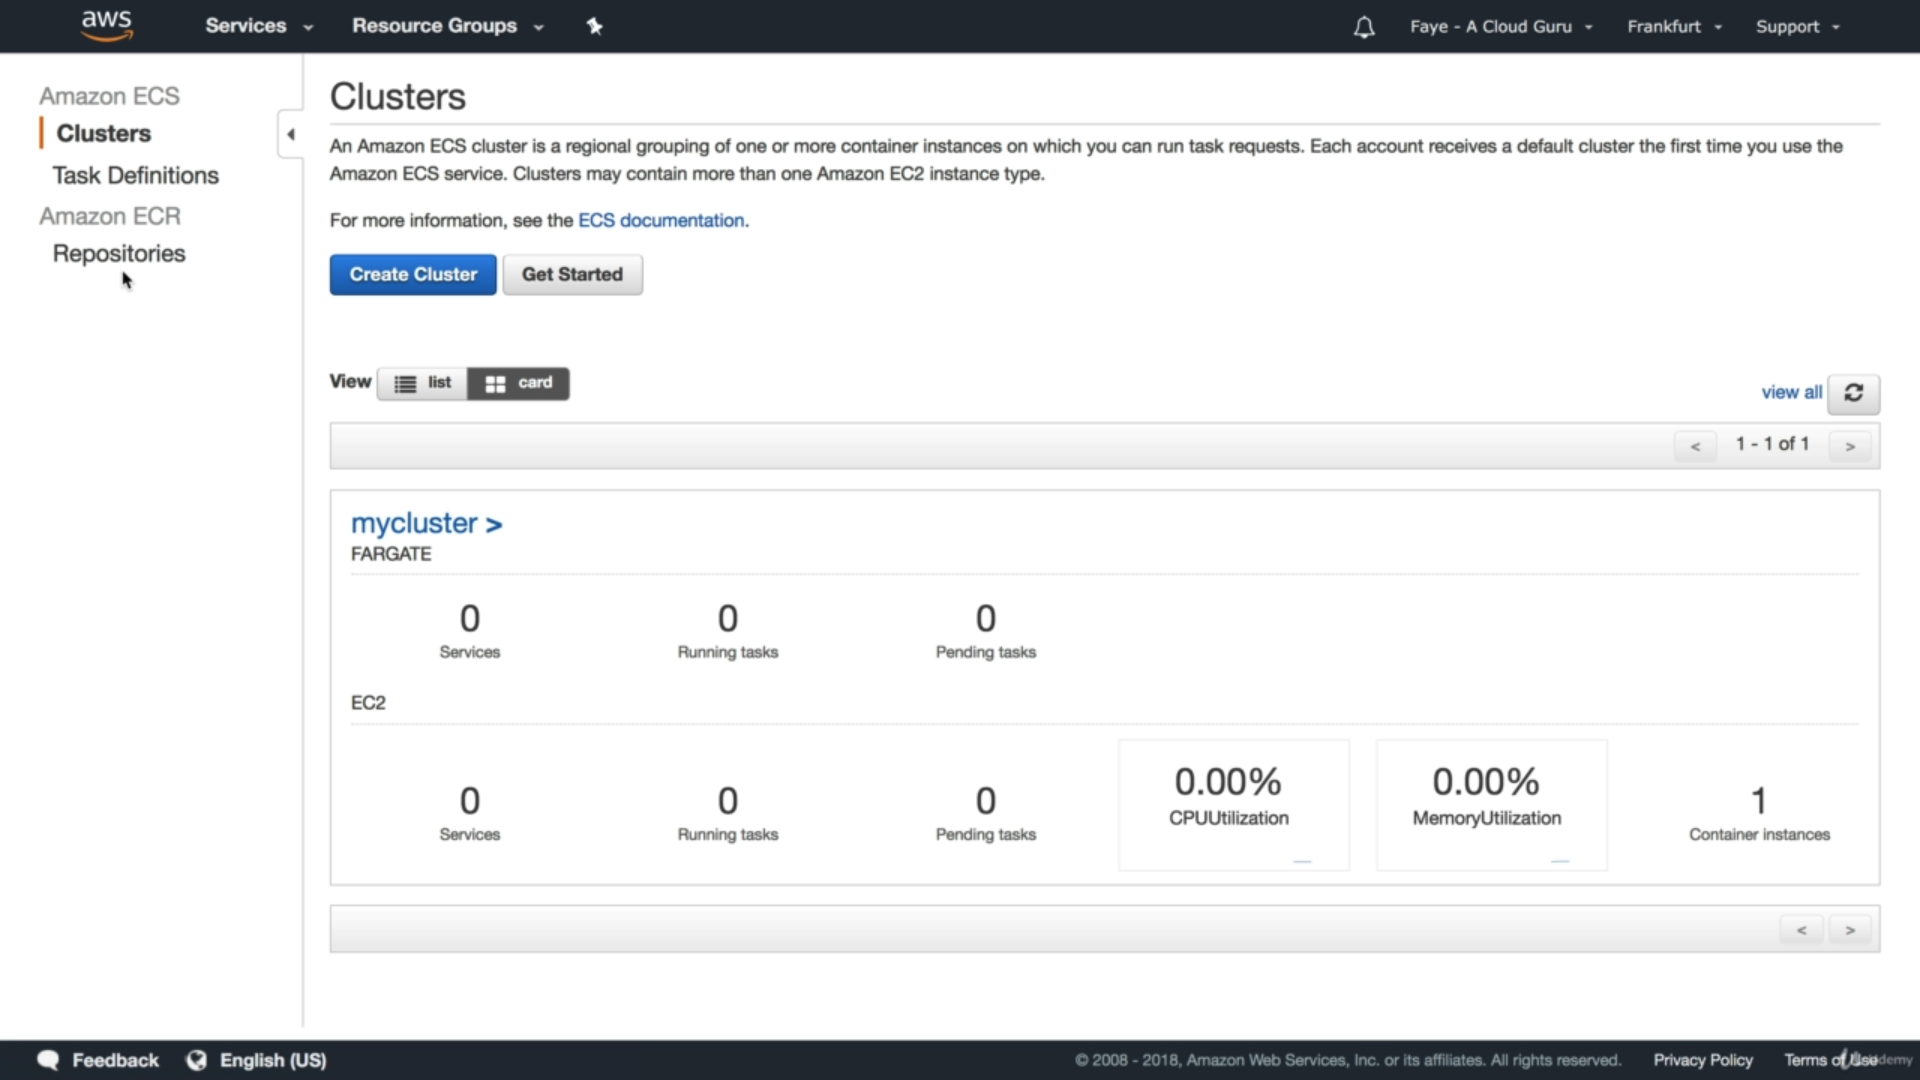 aws
Services
Resource Groups
Faye - A Cloud Guru
Frankfurt
Support
Amazon ECS
Clusters
Task Definitions
Amazon ECR
Repositories
Clusters
An Amazon ECS cluster is a regional grouping of one or more container instances on which you can run task requests. Each account receives a default cluster the first time you use the
Amazon ECS service. Clusters may contain more than one Amazon EC2 instance type.
For more information, see the ECS documentation.
Create Cluster
Get Started
View
list
card
view all
< 1 - 1 of 1 >
mycluster >
FARGATE
0
Services
0
Running tasks
0
Pending tasks
EC2
0
Services
0
Running tasks
0
Pending tasks
0.00%
CPUUtilization
0.00%
MemoryUtilization
1
Container instances
< >
Feedback
English (US)
© 2008 - 2018, Amazon Web Services, Inc. or its affiliates. All rights reserved.
Privacy Policy
Terms of Use